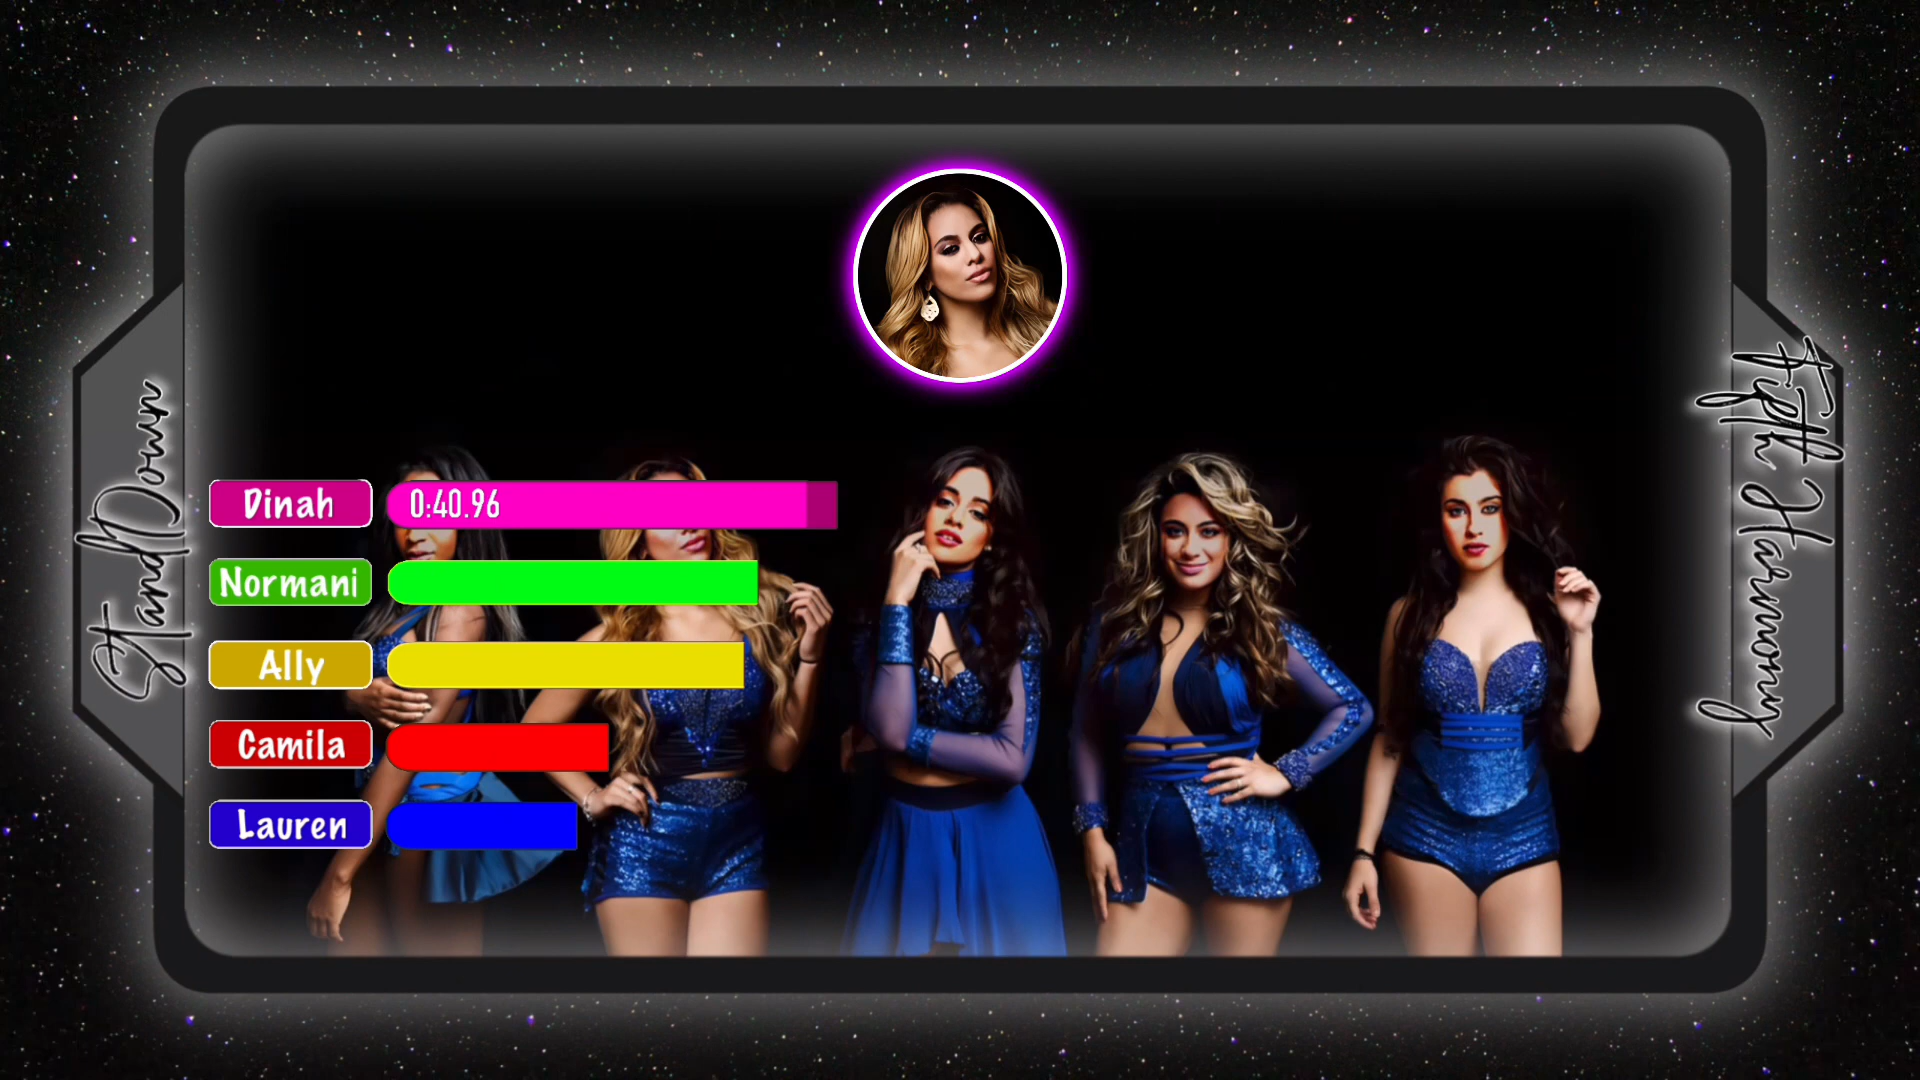 Stand Down
Dinah
0:40.96
Normani
Ally
Camila
Lauren
Fifth Harmony